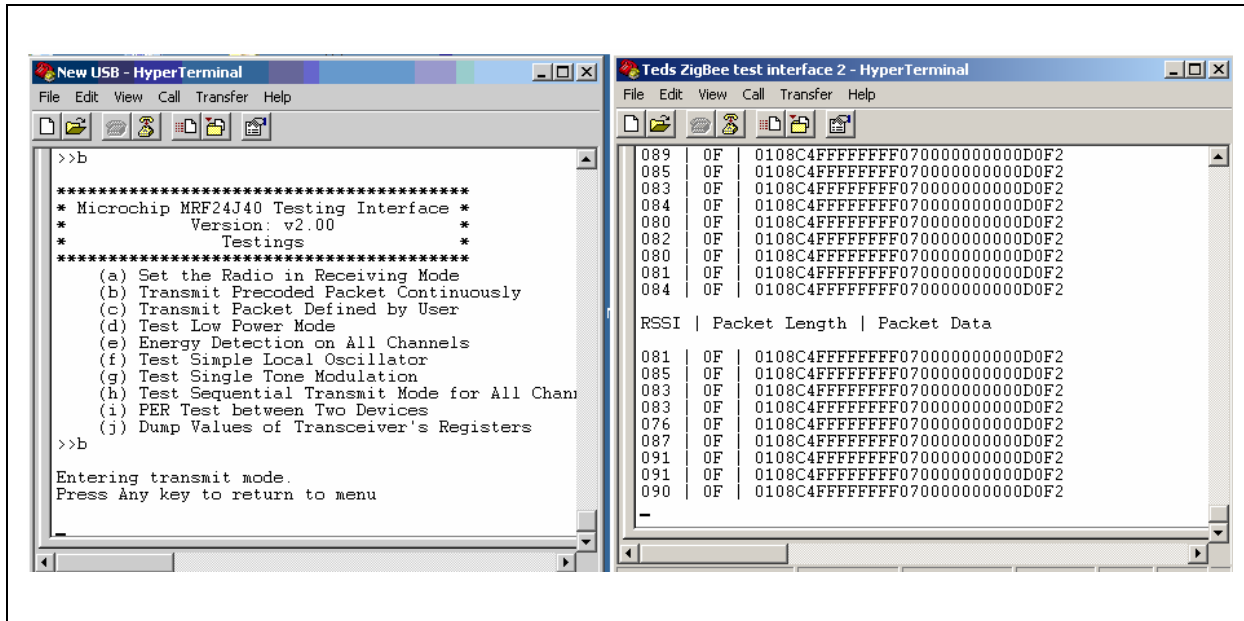 New USB - HyperTerminal
File Edit View Call Transfer Help
>>b
*****************************************
* Microchip MRF24J40 Testing Interface *
* Version: v2.00 *
* Testings *
*****************************************
(a) Set the Radio in Receiving Mode
(b) Transmit Precoded Packet Continuously
(c) Transmit Packet Defined by User
(d) Test Low Power Mode
(e) Energy Detection on All Channels
(f) Test Simple Local Oscillator
(g) Test Single Tone Modulation
(h) Test Sequential Transmit Mode for All Chan
(i) PER Test between Two Devices
(j) Dump Values of Transceiver's Registers
>>b
Entering transmit mode.
Press Any key to return to menu
Teds ZigBee test interface 2 - HyperTerminal
File Edit View Call Transfer Help
089 | 0F | 0108C4FFFFFFFF070000000000D0F2
085 | 0F | 0108C4FFFFFFFF070000000000D0F2
083 | 0F | 0108C4FFFFFFFF070000000000D0F2
084 | 0F | 0108C4FFFFFFFF070000000000D0F2
080 | 0F | 0108C4FFFFFFFF070000000000D0F2
082 | 0F | 0108C4FFFFFFFF070000000000D0F2
080 | 0F | 0108C4FFFFFFFF070000000000D0F2
081 | 0F | 0108C4FFFFFFFF070000000000D0F2
084 | 0F | 0108C4FFFFFFFF070000000000D0F2
RSSI | Packet Length | Packet Data
081 | 0F | 0108C4FFFFFFFF070000000000D0F2
085 | 0F | 0108C4FFFFFFFF070000000000D0F2
083 | 0F | 0108C4FFFFFFFF070000000000D0F2
083 | 0F | 0108C4FFFFFFFF070000000000D0F2
076 | 0F | 0108C4FFFFFFFF070000000000D0F2
087 | 0F | 0108C4FFFFFFFF070000000000D0F2
091 | 0F | 0108C4FFFFFFFF070000000000D0F2
091 | 0F | 0108C4FFFFFFFF070000000000D0F2
090 | 0F | 0108C4FFFFFFFF070000000000D0F2